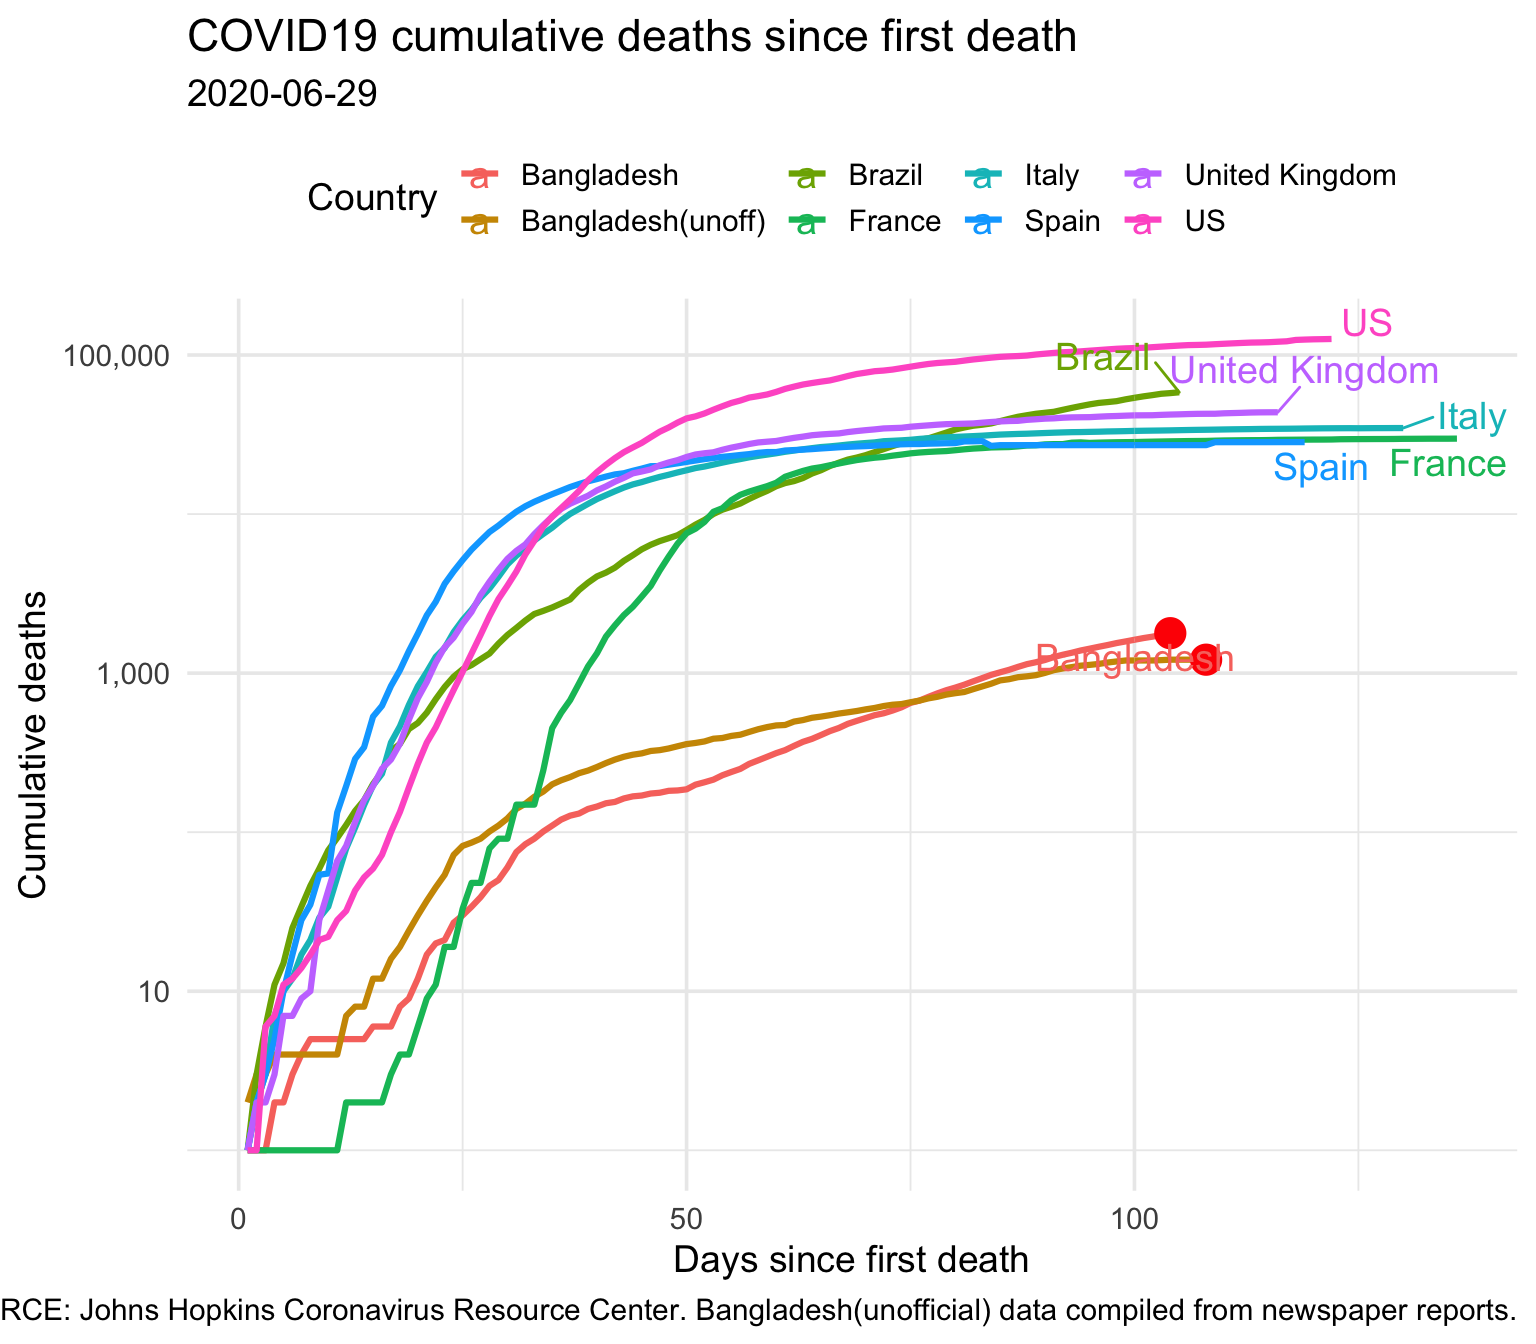 COVID19 cumulative deaths since first death
2020-06-29
Country
a Bangladesh a Brazil a Italy a United Kingdom
a Bangladesh(unoff) a France a Spain a US
US
Brazil
United Kingdom
Italy
Spain France
Bangladesh
100,000
1,000
10
Cumulative deaths
0 50 100
Days since first death
RCE: Johns Hopkins Coronavirus Resource Center. Bangladesh(unofficial) data compiled from newspaper reports.